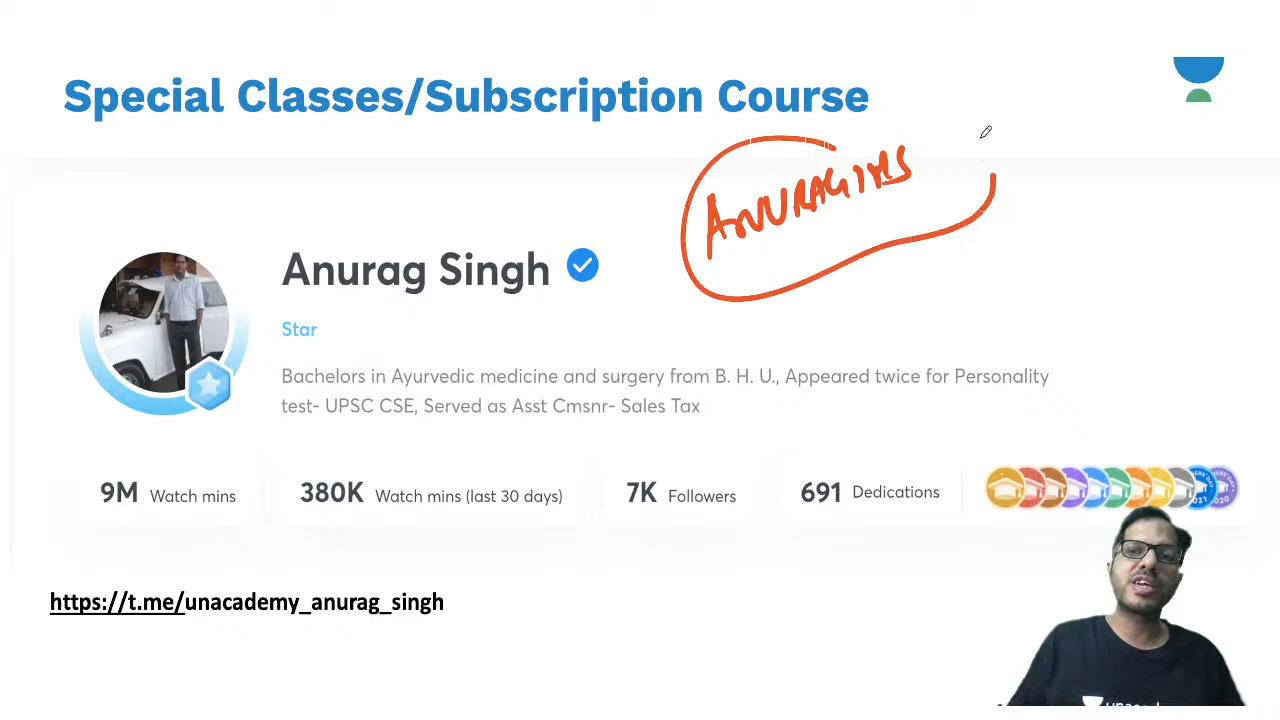 Special Classes/Subscription Course
Anurag Singh
Star
Bachelors in Ayurvedic medicine and surgery from B. H. U., Appeared twice for Personality
test- UPSC CSE, Served as Asst Cmsnr- Sales Tax
9M Watch mins 380K Watch mins (last 30 days) 7K Followers 691 Dedications
https://t.me/unacademy_anurag_singh